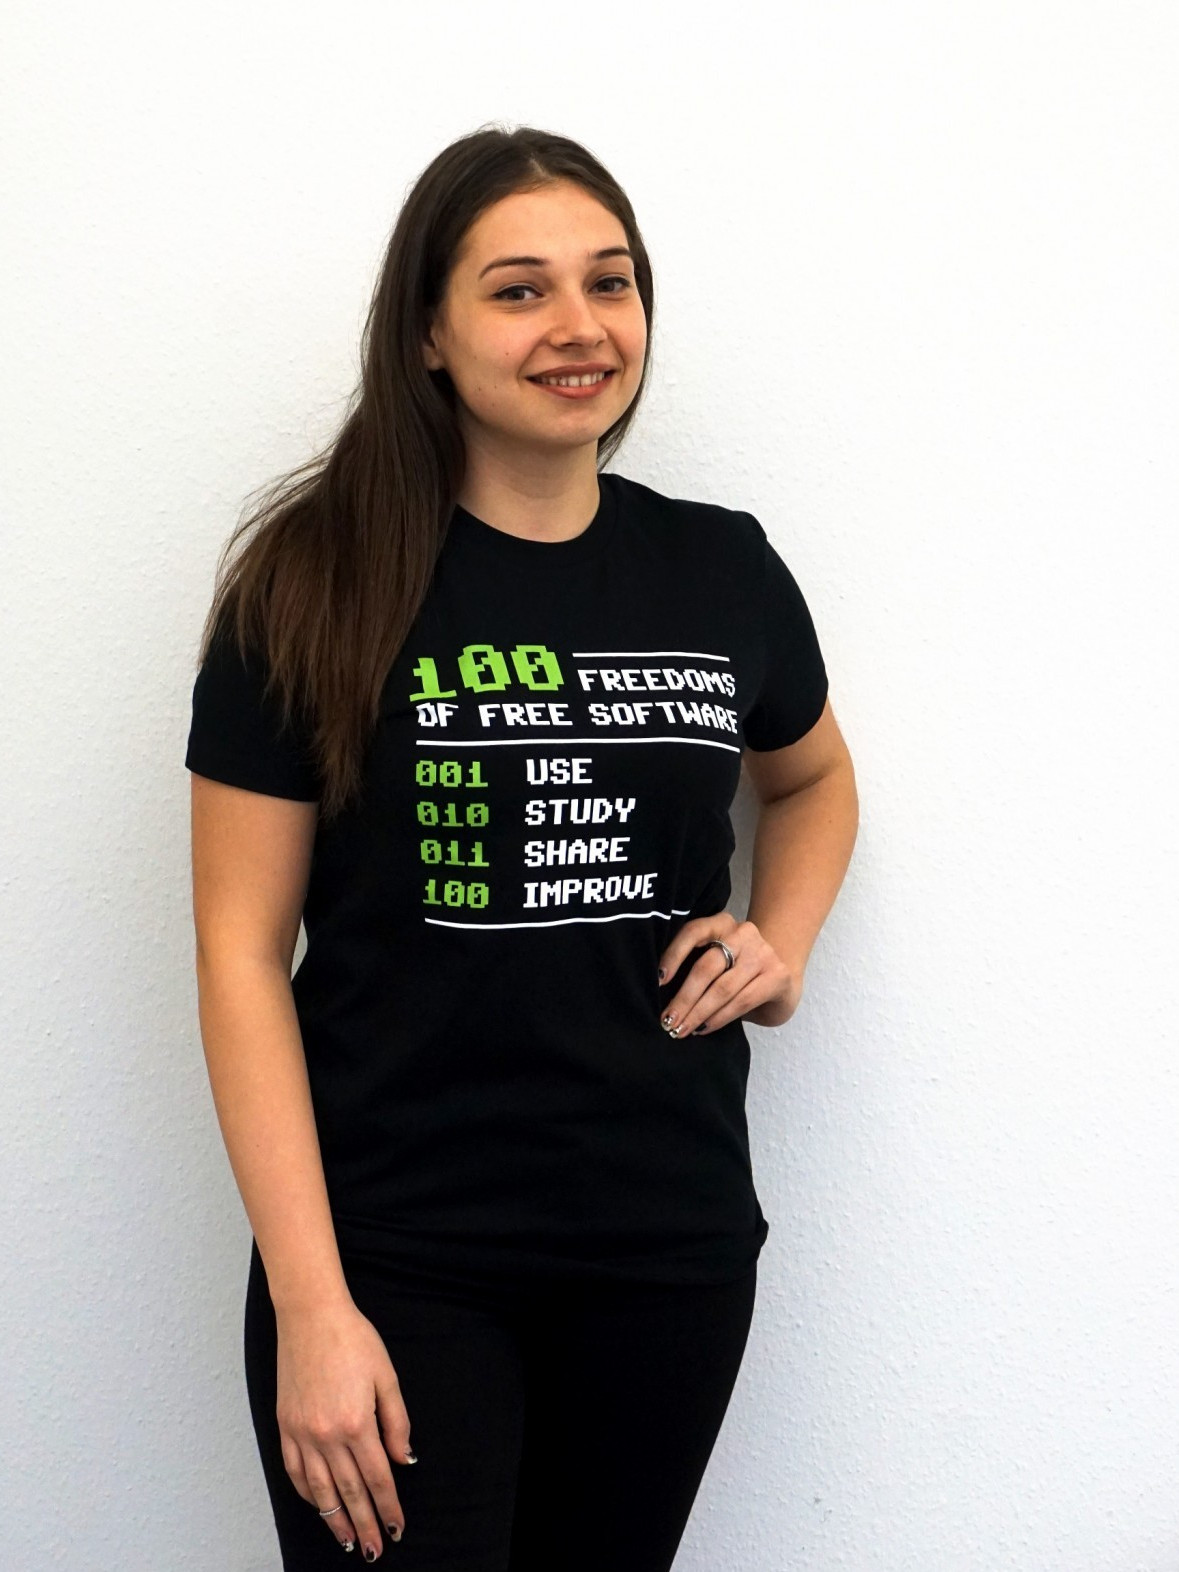 100 FREEDOMS
OF FREE SOFTWARE
001 USE
010 STUDY
011 SHARE
100 IMPROVE